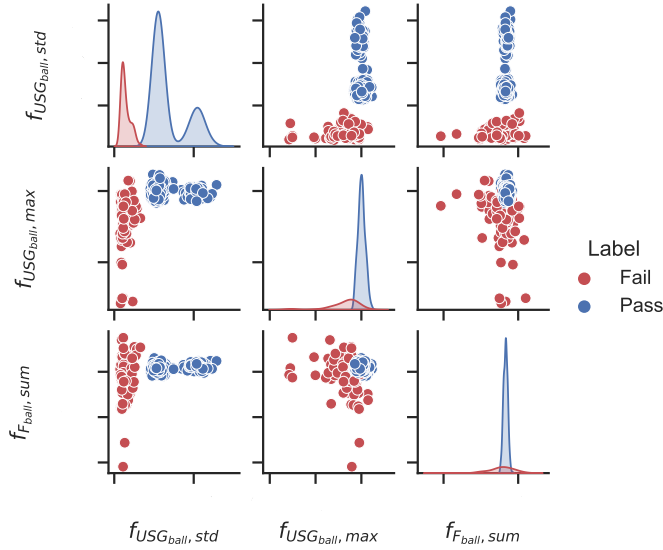 f_{USG_{ball}, std}
f_{USG_{ball}, max}
f_{F_{ball}, sum}
Label
Fail
Pass
f_{USG_{ball}, std}
f_{USG_{ball}, max}
f_{F_{ball}, sum}